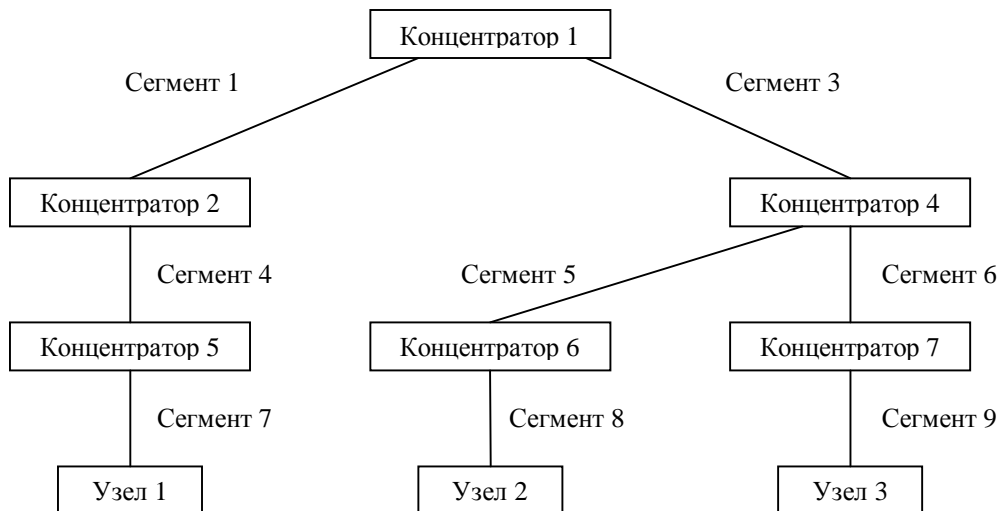 Концентратор 1
Сегмент 1
Сегмент 3
Концентратор 2
Концентратор 4
Сегмент 4
Сегмент 5
Сегмент 6
Концентратор 5
Концентратор 6
Концентратор 7
Сегмент 7
Сегмент 8
Сегмент 9
Узел 1
Узел 2
Узел 3